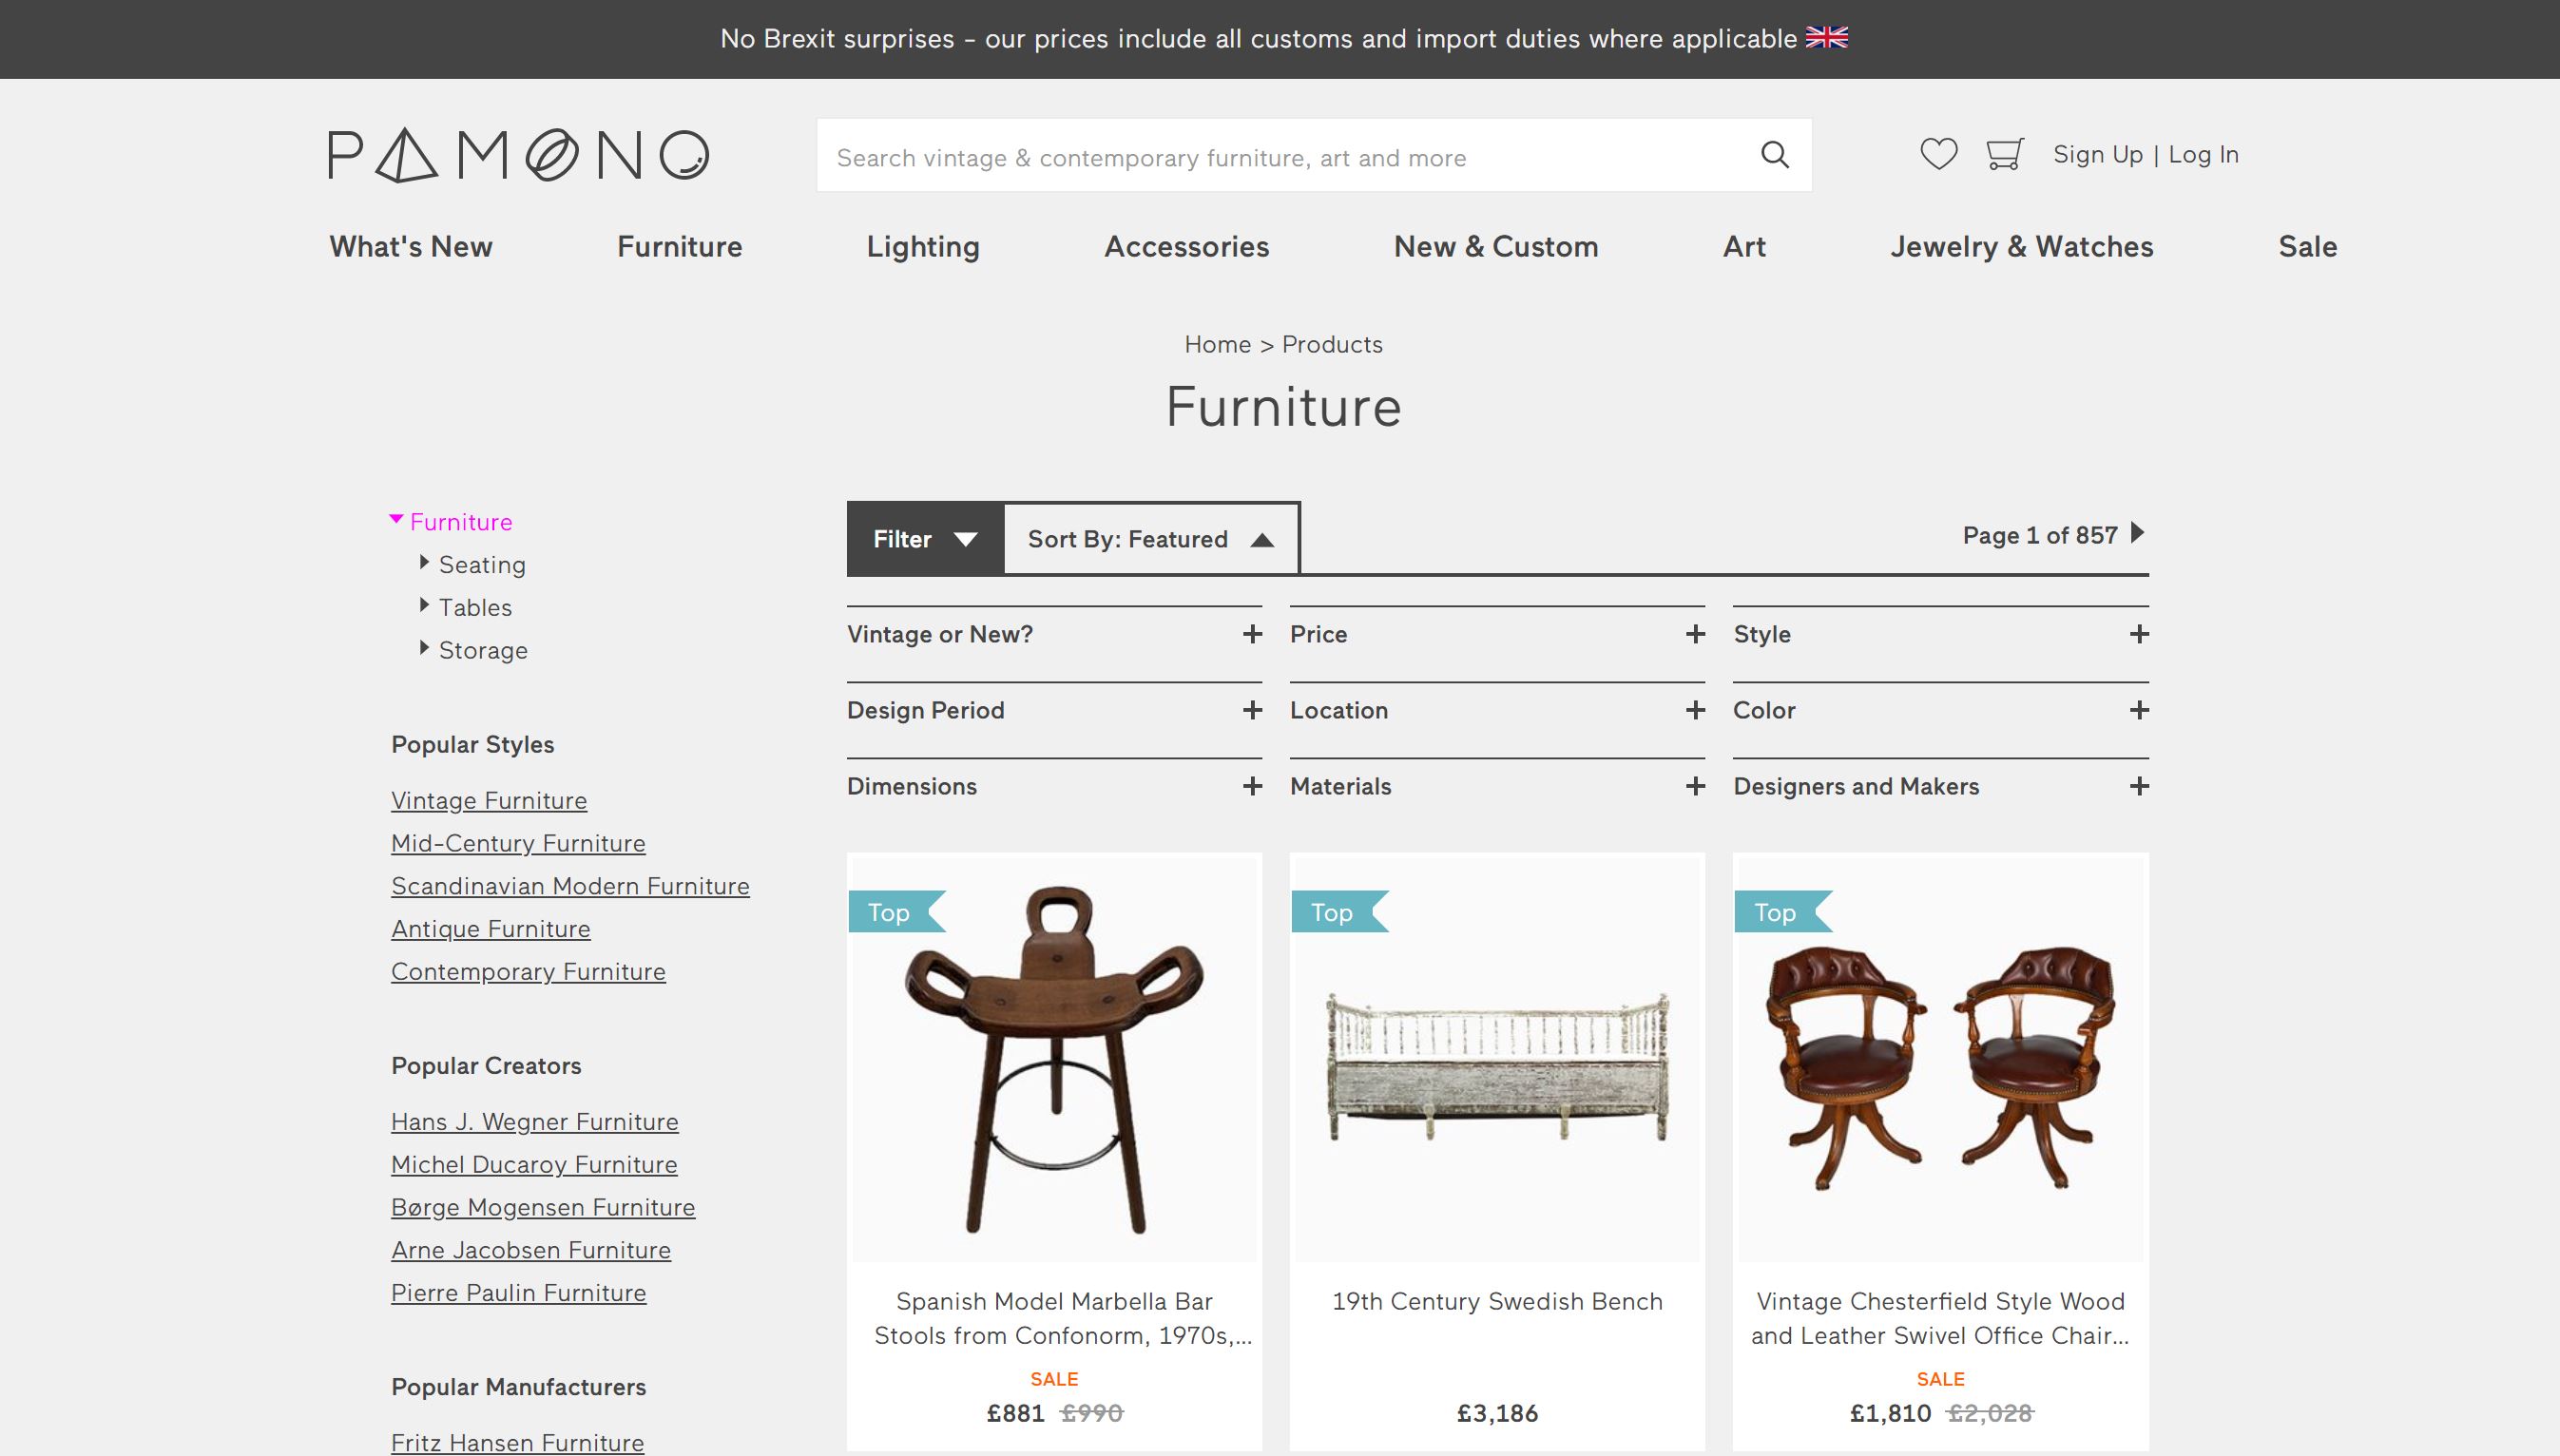 No Brexit surprises - our prices include all customs and import duties where applicable
PAMONO
Search vintage & contemporary furniture, art and more
Sign Up | Log In
What's New
Furniture
Lighting
Accessories
New & Custom
Art
Jewelry & Watches
Sale
Home > Products
Furniture
Furniture
Seating
Tables
Storage
Popular Styles
Vintage Furniture
Mid-Century Furniture
Scandinavian Modern Furniture
Antique Furniture
Contemporary Furniture
Popular Creators
Hans J. Wegner Furniture
Michel Ducaroy Furniture
Børge Mogensen Furniture
Arne Jacobsen Furniture
Pierre Paulin Furniture
Popular Manufacturers
Fritz Hansen Furniture
Filter
Sort By: Featured
Page 1 of 857
Vintage or New? +
Price +
Style +
Design Period +
Location +
Color +
Dimensions +
Materials +
Designers and Makers +
Top
Spanish Model Marbella Bar
Stools from Confonorm, 1970s,...
SALE
£881 £990
Top
19th Century Swedish Bench
£3,186
Top
Vintage Chesterfield Style Wood
and Leather Swivel Office Chair...
SALE
£1,810 £2,028